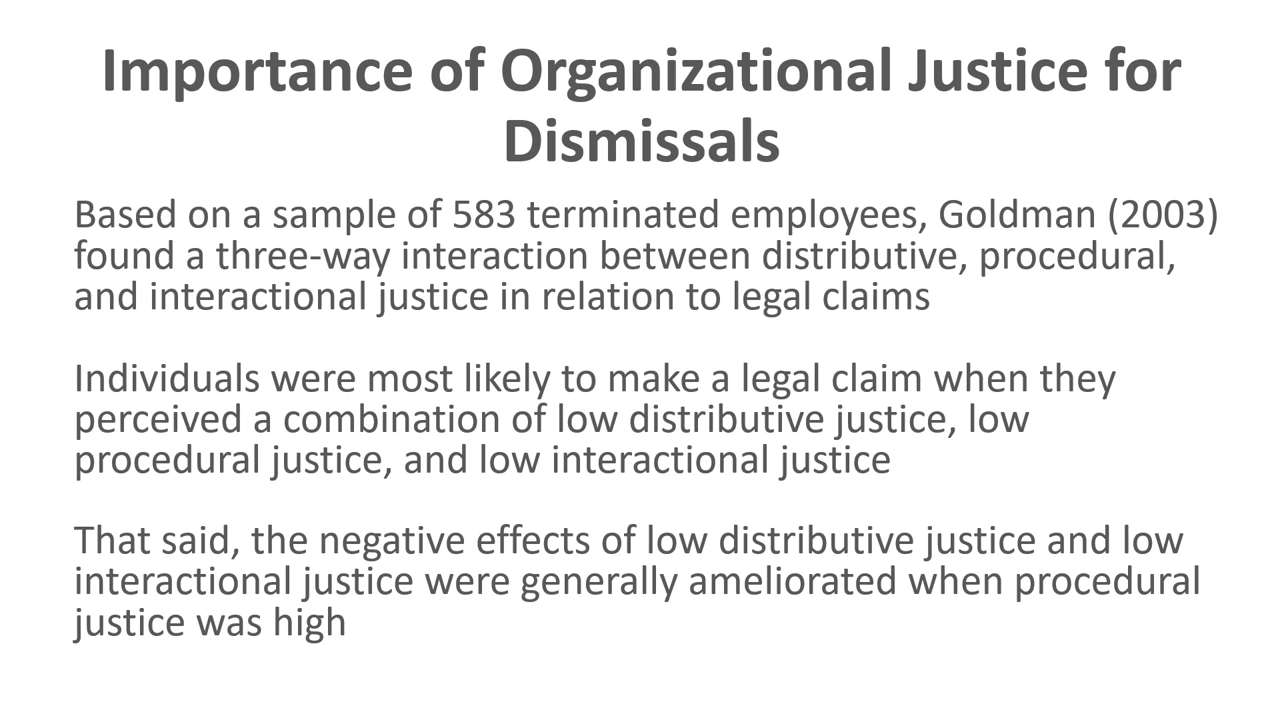 Importance of Organizational Justice for
Dismissals
Based on a sample of 583 terminated employees, Goldman (2003)
found a three-way interaction between distributive, procedural,
and interactional justice in relation to legal claims
Individuals were most likely to make a legal claim when they
perceived a combination of low distributive justice, low
procedural justice, and low interactional justice
That said, the negative effects of low distributive justice and low
interactional justice were generally ameliorated when procedural
justice was high